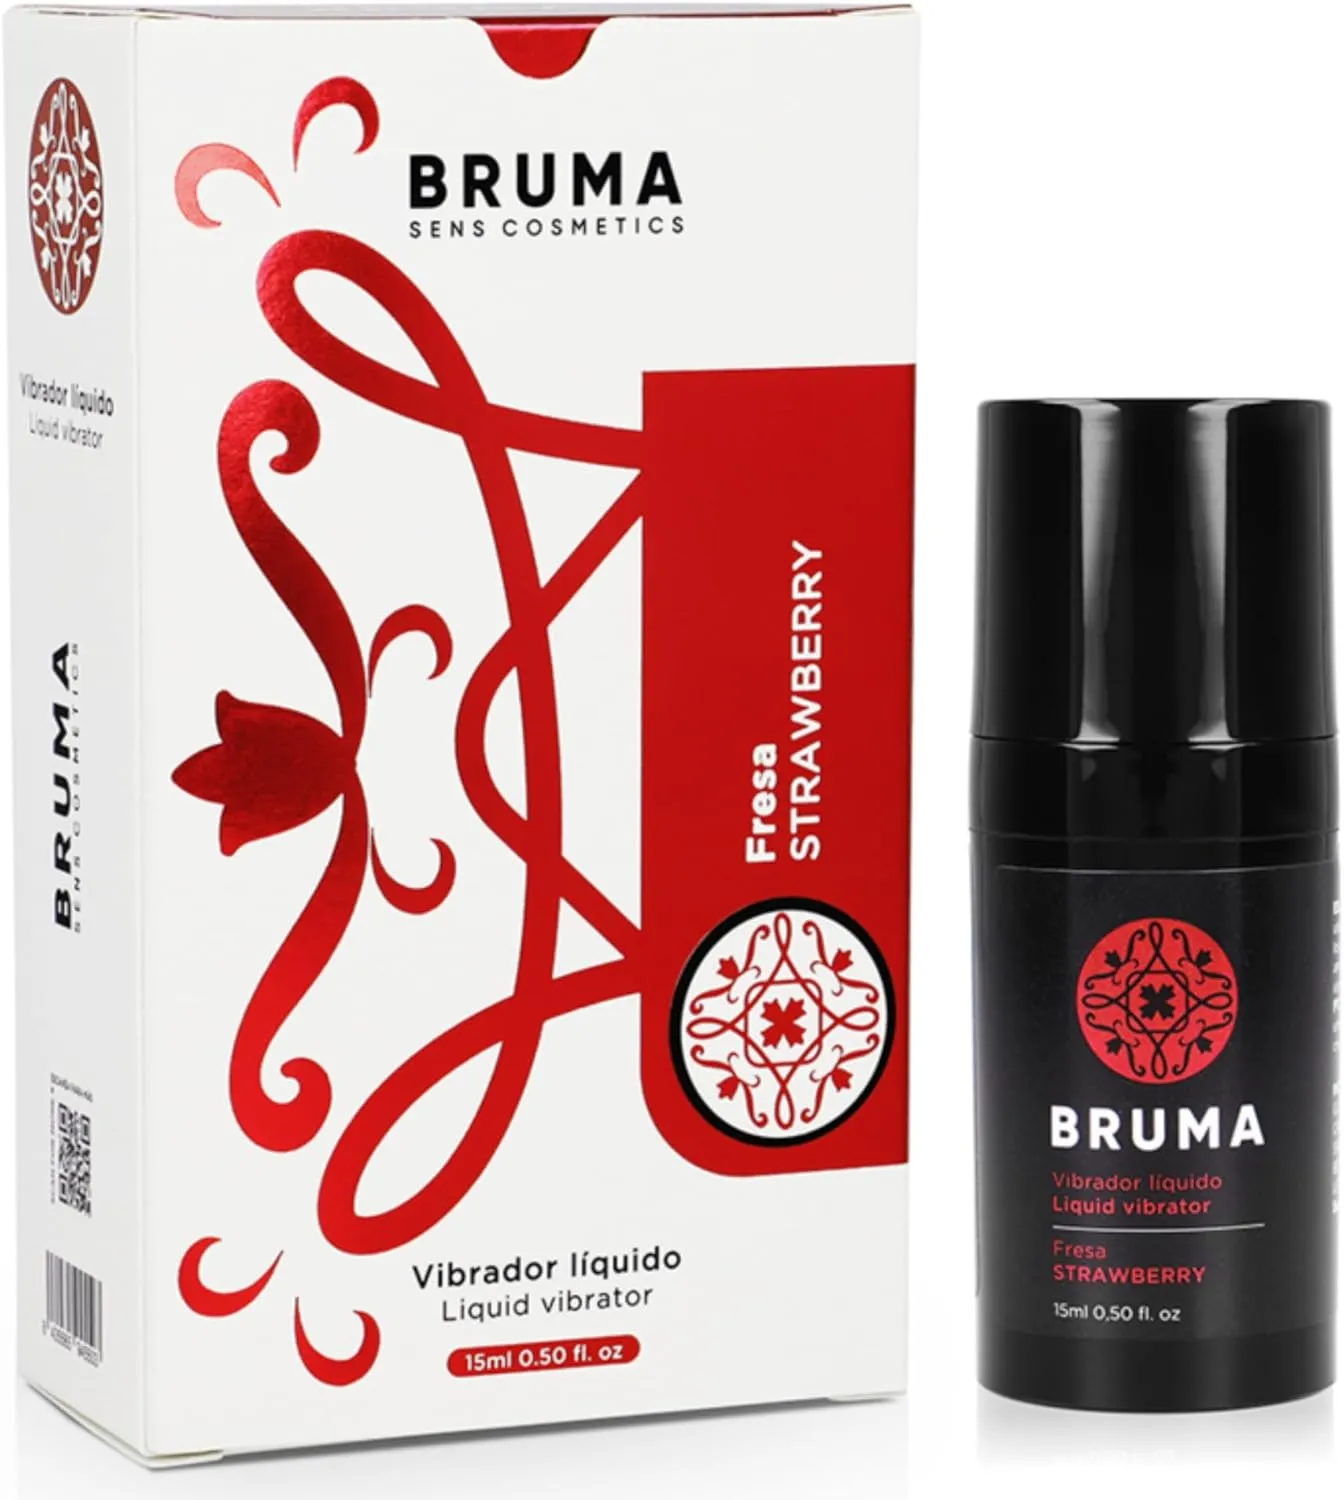 Vibrador líquido
Liquid vibrator
BRUMA
SENS COSMETICS
BRUMA
SENS COSMETICS
Fresa
STRAWBERRY
Vibrador líquido
Liquid vibrator
15ml 0.50 fl. oz
BRUMA
Vibrador líquido
Liquid vibrator
Fresa
STRAWBERRY
15ml 0,50 fl. oz